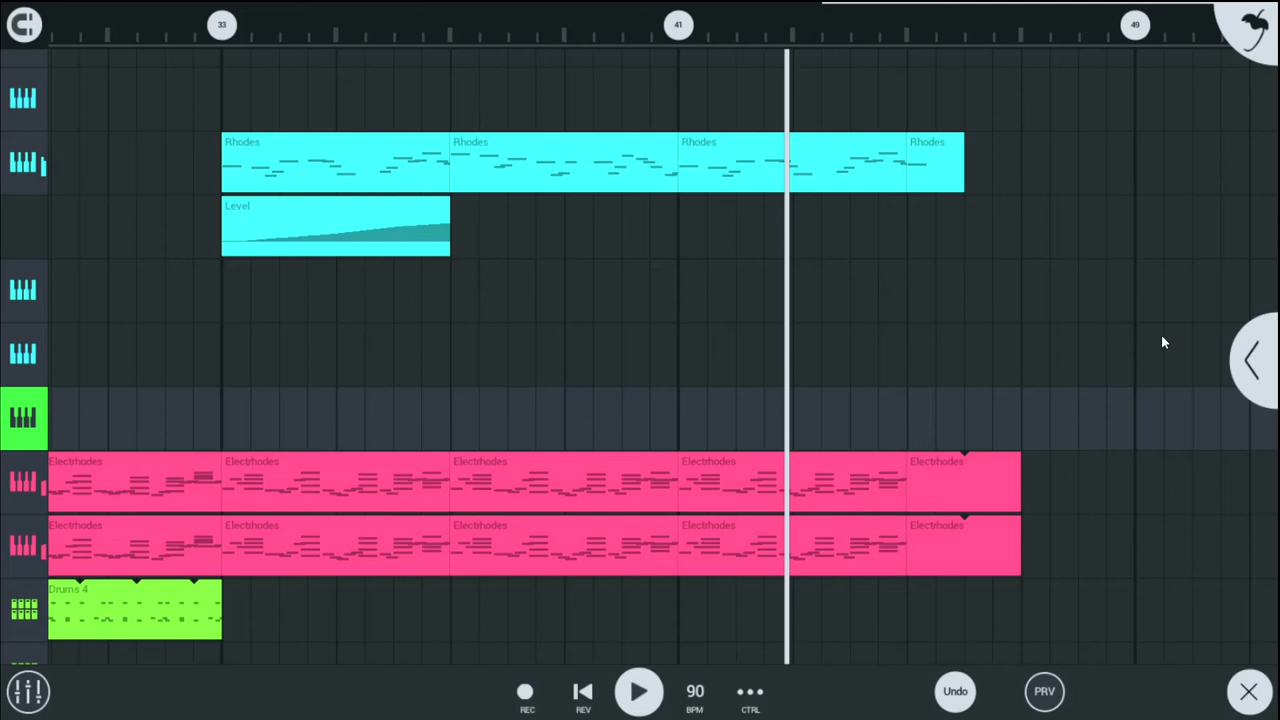 33 41 49
Rhodes Rhodes Rhodes Rhodes
Level
Electrhodes Electrhodes Electrhodes Electrhodes Electrhodes
Electrhodes Electrhodes Electrhodes Electrhodes Electrhodes
Drums 4
90 Undo PRV
REC REV BPM CTRL